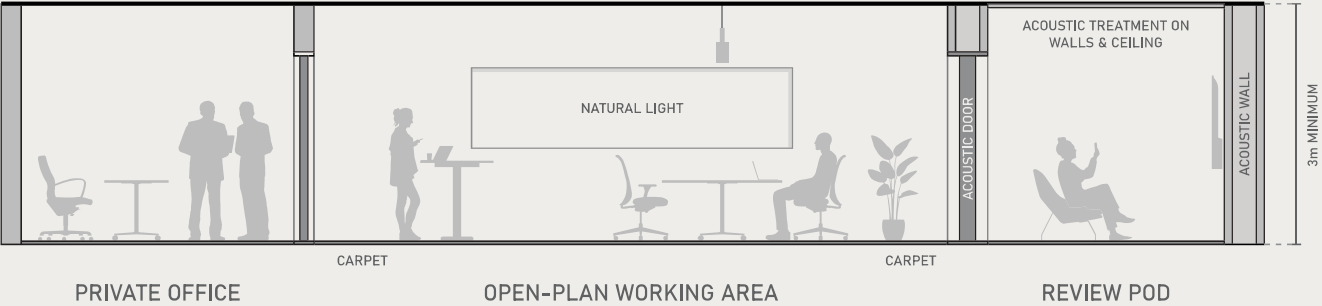 ACOUSTIC TREATMENT ON
WALLS & CEILING
NATURAL LIGHT
ACOUSTIC DOOR
ACOUSTIC WALL
3m MINIMUM
CARPET
CARPET
PRIVATE OFFICE
OPEN-PLAN WORKING AREA
REVIEW POD